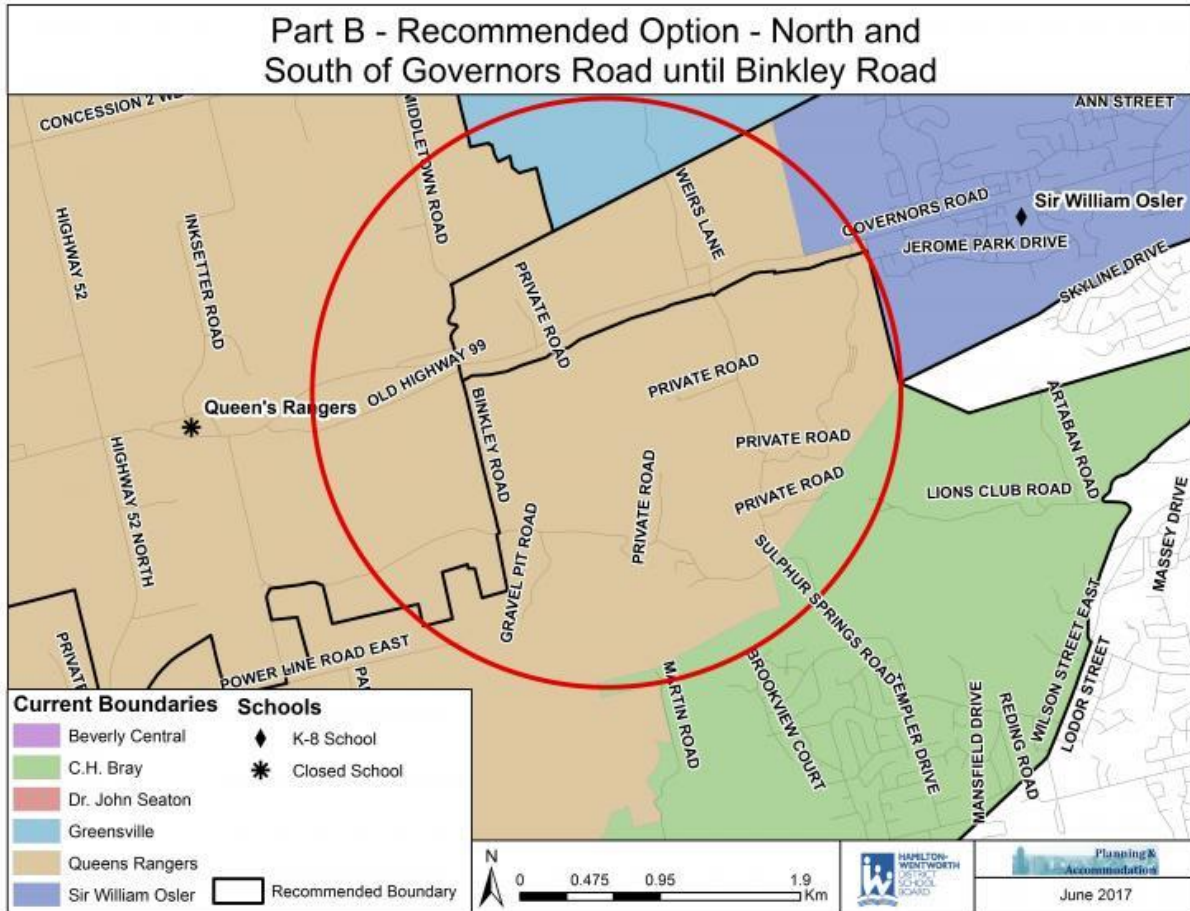 Part B - Recommended Option - North and
South of Governors Road until Binkley Road
ANN STREET
MIDDLETOWN ROAD
WEIRS LANE
Sir William Osler
GOVERNORS ROAD
JEROME PARK DRIVE
SKYLINE DRIVE
HIGHWAY 52
INKSETTER ROAD
PRIVATE ROAD
OLD HIGHWAY 99
Queen's Rangers
BINKLEY ROAD
PRIVATE ROAD
PRIVATE ROAD
PRIVATE ROAD
PRIVATE ROAD
ARTABAN ROAD
LIONS CLUB ROAD
MASSEY DRIVE
HIGHWAY 52 NORTH
GRAVEL PIT ROAD
SULPHUR SPRINGS ROAD
POWER LINE ROAD EAST
PRIVATE
MARTIN ROAD
BROOKVIEW COURT
TEMPLER DRIVE
MANSFIELD DRIVE
REDING ROAD
WILSON STREET EAST
LODOR STREET
CONCESSION 2 W
PA
Current Boundaries
Beverly Central
C.H. Bray
Dr. John Seaton
Greensville
Queens Rangers
Sir William Osler
Schools
K-8 School
Closed School
Recommended Boundary
N
0 0.475 0.95 1.9
Km
HAMILTON-
WENTWORTH
DISTRICT
SCHOOL
BOARD
Planning &
Accommodation
June 2017